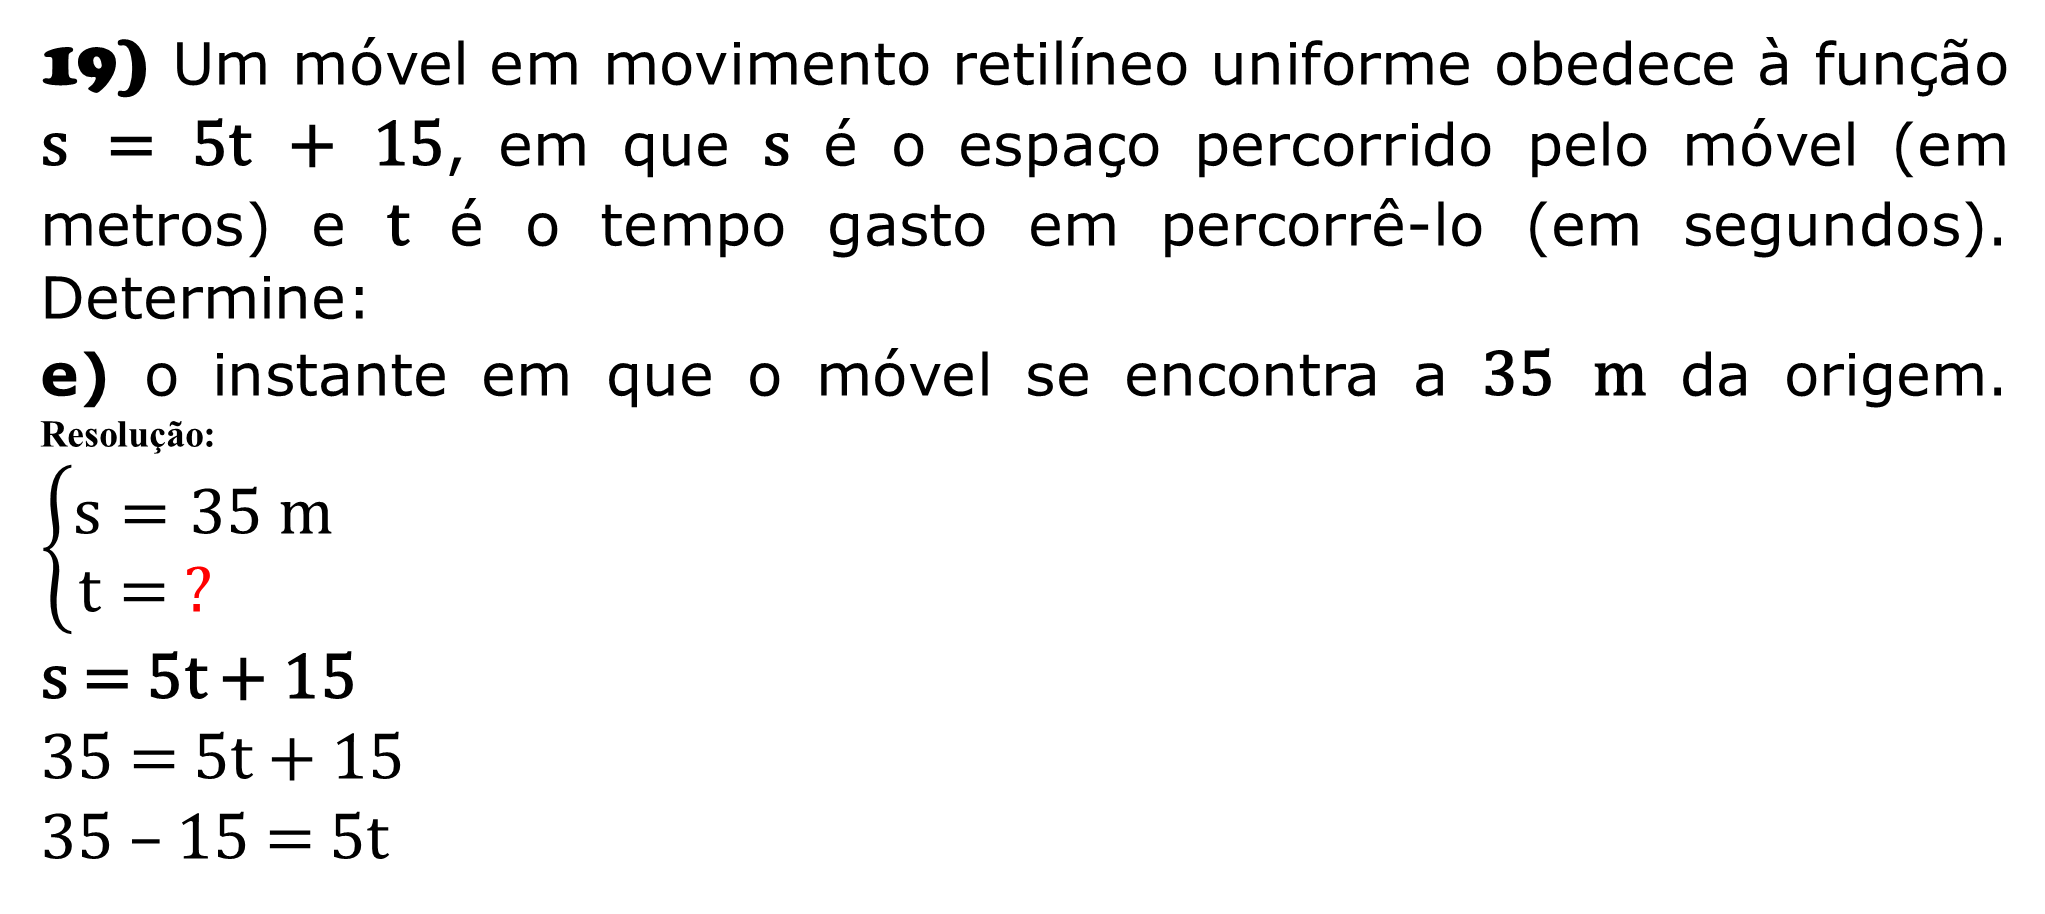 19) Um móvel em movimento retilíneo uniforme obedece à função
s = 5t + 15, em que s é o espaço percorrido pelo móvel (em
metros) e t é o tempo gasto em percorrê-lo (em segundos).
Determine:
e) o instante em que o móvel se encontra a 35 m da origem.
Resolução:
s = 35 m
t = ?
s = 5t + 15
35 = 5t + 15
35 – 15 = 5t